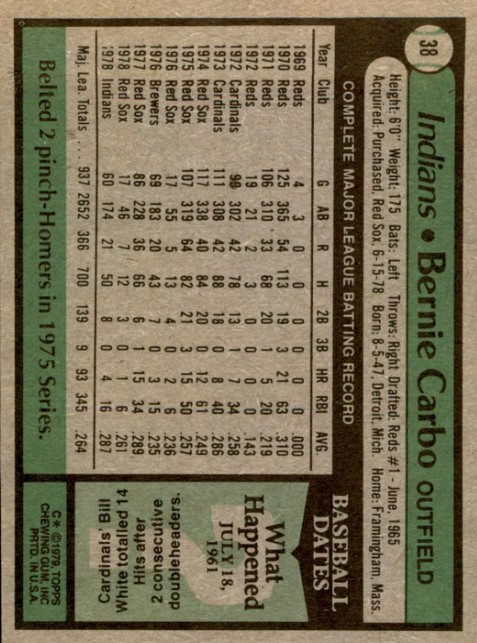 38
Indians • Bernie Carbo OUTFIELD
Height: 6'0" Weight: 175 Bats: Left Throws: Right Drafted: Reds #1 - June, 1965
Acquired: Purchased, Red Sox, 6-15-78 Born: 8-5-47, Detroit, Mich Home: Framingham, Mass.
COMPLETE MAJOR LEAGUE BATTING RECORD
Year Club G AB R H 2B 3B HR RBI AVG.
1969 Reds 4 3 0 0 0 0 0 0 .000
1970 Reds 125 365 54 113 19 3 21 63 .310
1971 Reds 106 310 33 68 20 1 5 20 .219
1972 Reds 19 21 2 3 0 0 0 0 .143
1972 Cardinals 99 302 42 78 13 1 7 34 .258
1973 Cardinals 111 308 42 88 18 0 8 40 .286
1974 Red Sox 117 338 40 84 20 0 12 61 .249
1975 Red Sox 107 319 64 82 21 3 15 50 .257
1976 Red Sox 17 55 5 13 4 0 2 6 .236
1976 Brewers 69 183 20 43 7 0 3 15 .235
1977 Red Sox 86 228 36 66 6 1 15 34 .289
1978 Red Sox 17 46 7 12 3 0 1 6 .261
1978 Indians 60 174 21 50 8 0 4 16 .287
Maj. Lea. Totals . . . 937 2652 366 700 139 9 93 345 .264
Belted 2 pinch-Homers in 1975 Series.
BASEBALL
DATES
What
Happened
JULY 18,
1961
Cardinals Bill
White totalled 14
Hits after
2 consecutive
doubleheaders.
C * ©1979, TOPPS
CHEWING GUM, INC
PRTD. IN U.S.A.